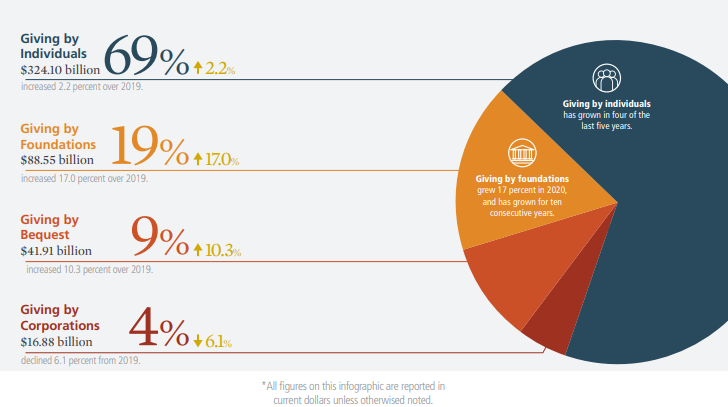 Giving by
Individuals
$324.10 billion
69% 2.2%
increased 2.2 percent over 2019.
Giving by
Foundations
$88.55 billion
19% 17.0%
increased 17.0 percent over 2019.
Giving by
Bequest
$41.91 billion
9% 10.3%
increased 10.3 percent over 2019.
Giving by
Corporations
$16.88 billion
4% 6.1%
declined 6.1 percent from 2019.
Giving by individuals
has grown in four of the
last five years.
Giving by foundations
grew 17 percent in 2020,
and has grown for ten
consecutive years.
*All figures on this infographic are reported in
current dollars unless otherwised noted.